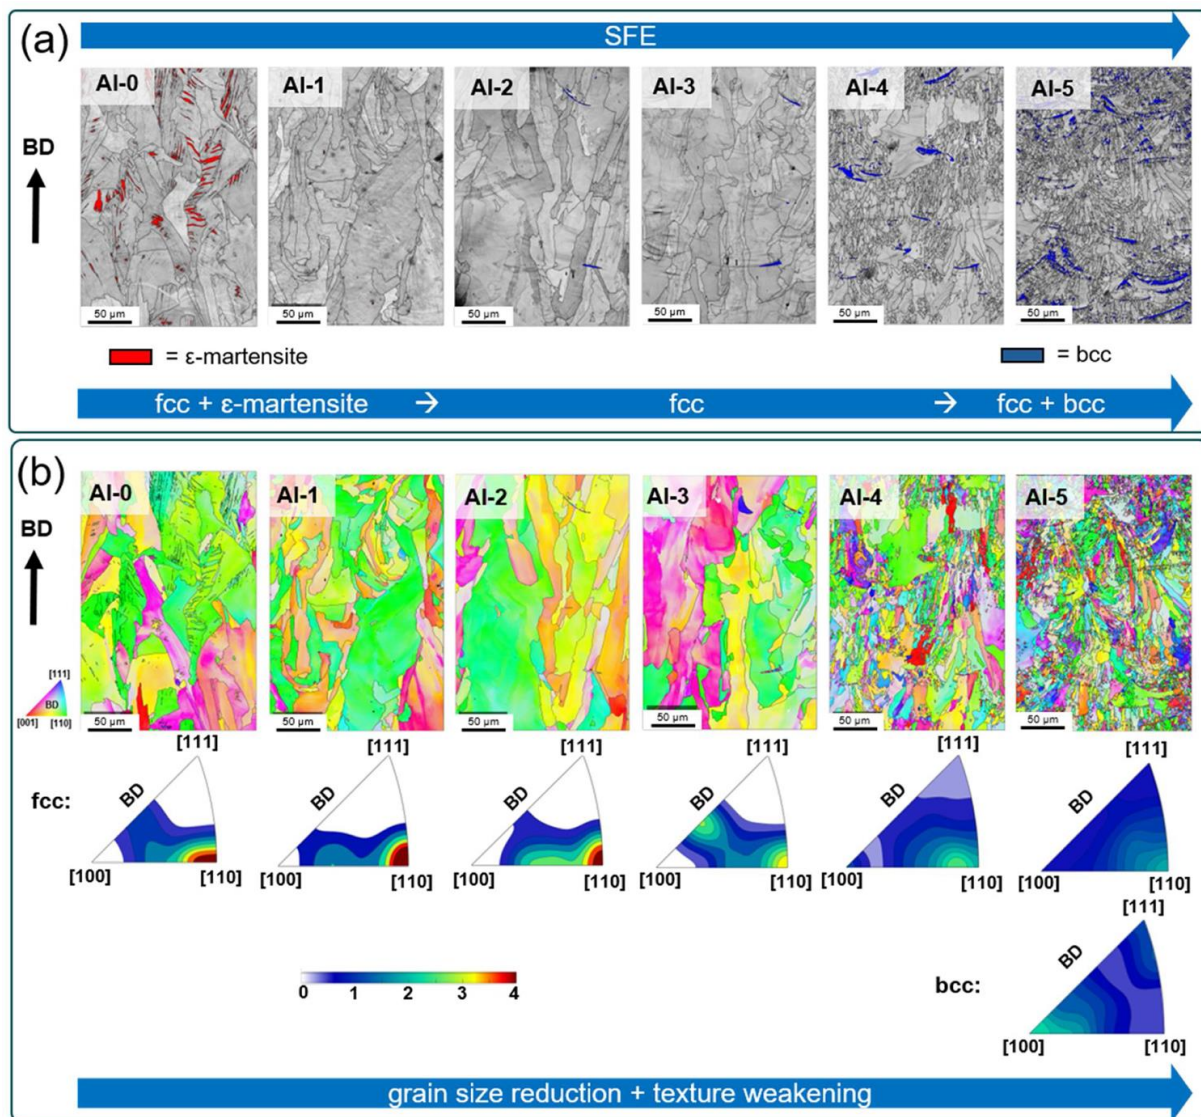 (a)
SFE
Al-0
Al-1
Al-2
Al-3
Al-4
Al-5
BD
50 µm
50 µm
50 µm
50 µm
50 µm
50 µm
= ε-martensite
= bcc
fcc + ε-martensite → fcc → fcc + bcc
(b)
Al-0
Al-1
Al-2
Al-3
Al-4
Al-5
BD
[111]
BD
[001] [110]
50 µm
50 µm
50 µm
50 µm
50 µm
50 µm
[111]
[111]
[111]
[111]
[111]
[111]
fcc:
BD
BD
BD
BD
BD
BD
[100] [110]
[100] [110]
[100] [110]
[100] [110]
[100] [110]
[100] [110]
[111]
BD
bcc:
0 1 2 3 4
[100] [110]
grain size reduction + texture weakening